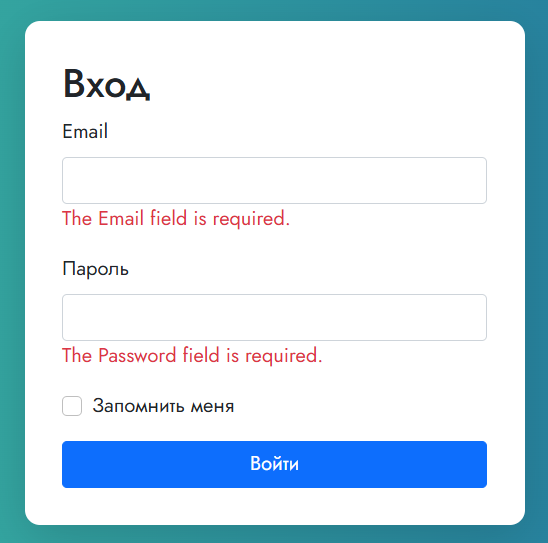 Вход
Email
The Email field is required.
Пароль
The Password field is required.
Запомнить меня
Войти